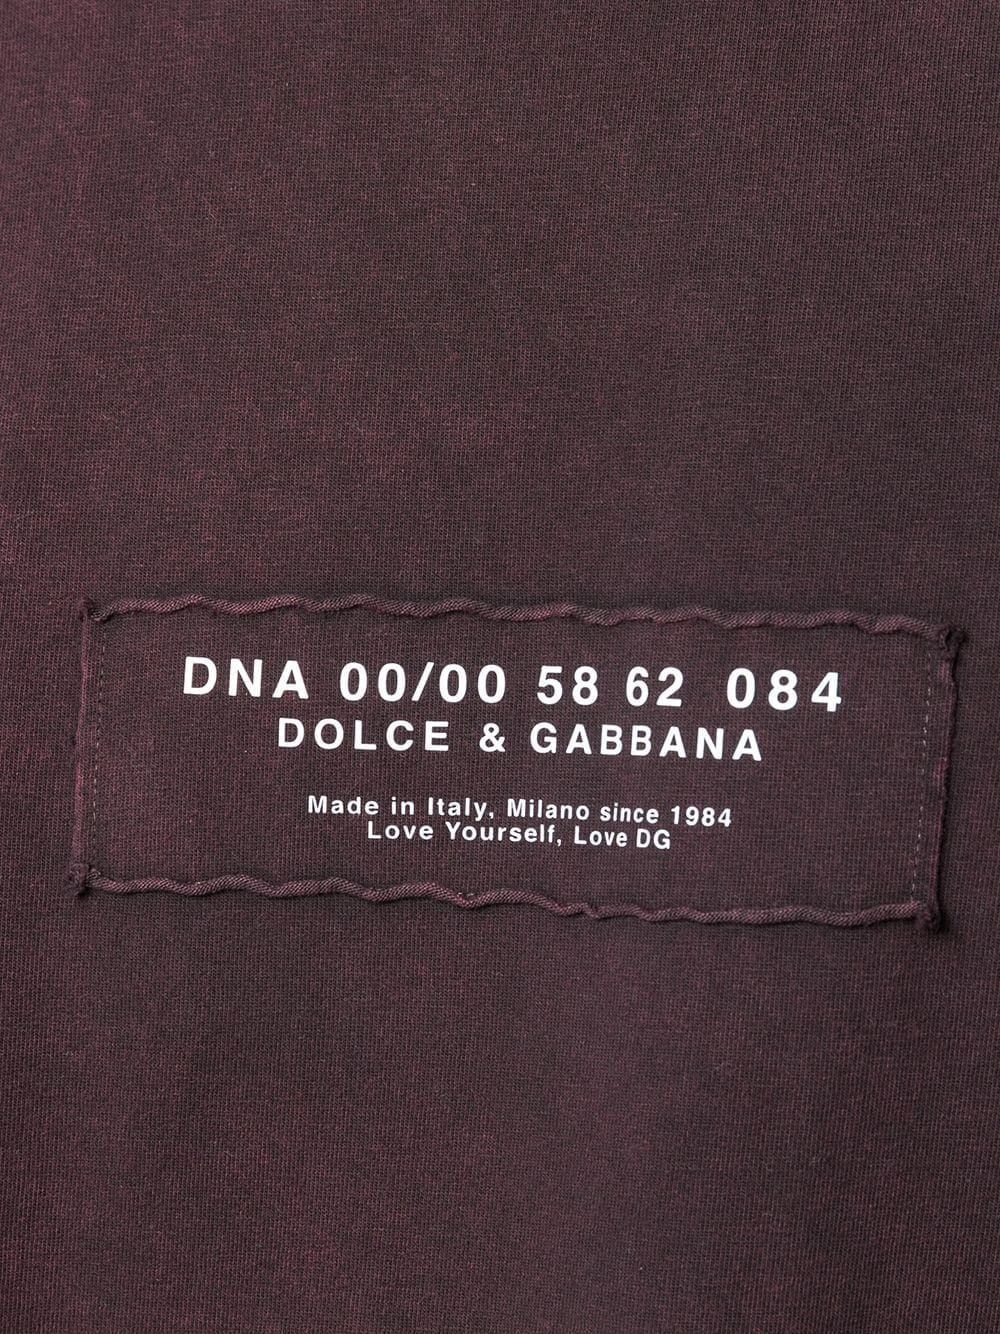 DNA 00/00 58 62 084
DOLCE & GABBANA
Made in Italy, Milano since 1984
Love Yourself, Love DG